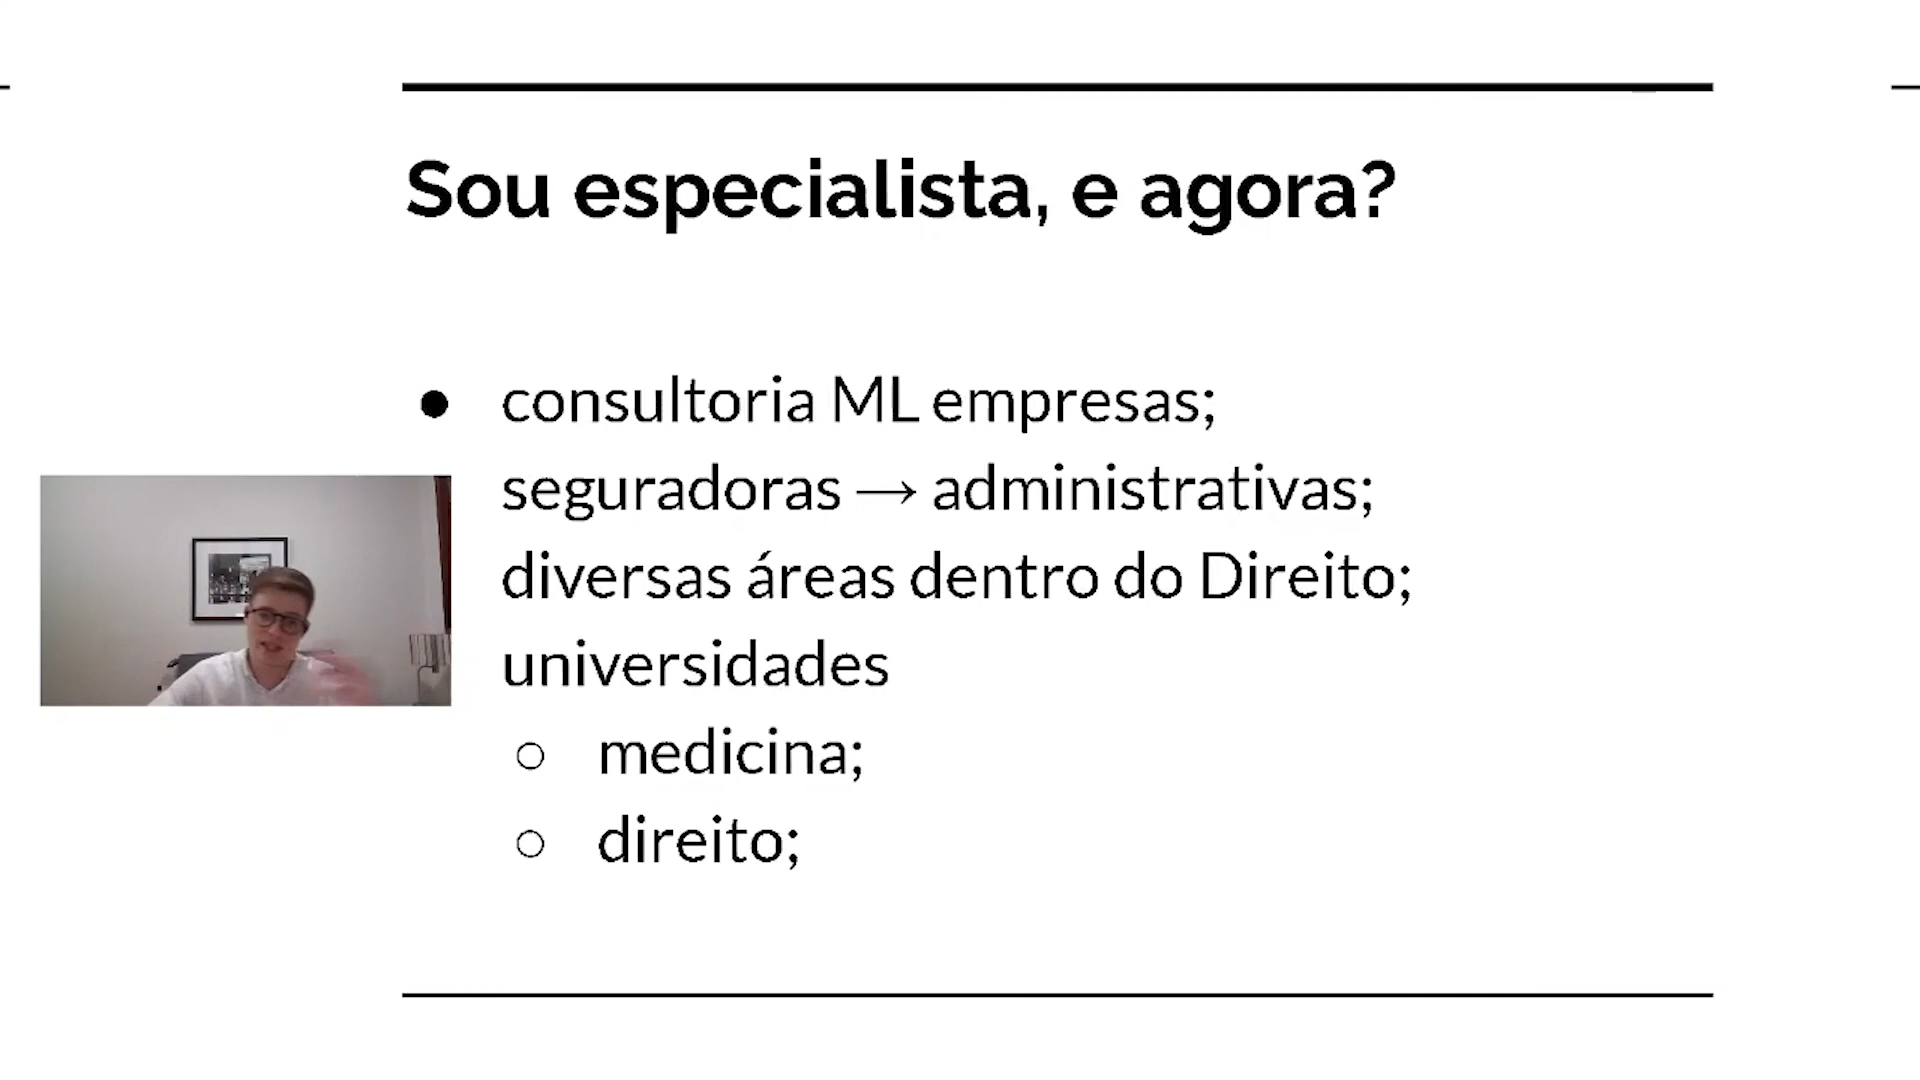 Sou especialista, e agora?
● consultoria ML empresas;
seguradoras → administrativas;
diversas áreas dentro do Direito;
universidades
○ medicina;
○ direito;